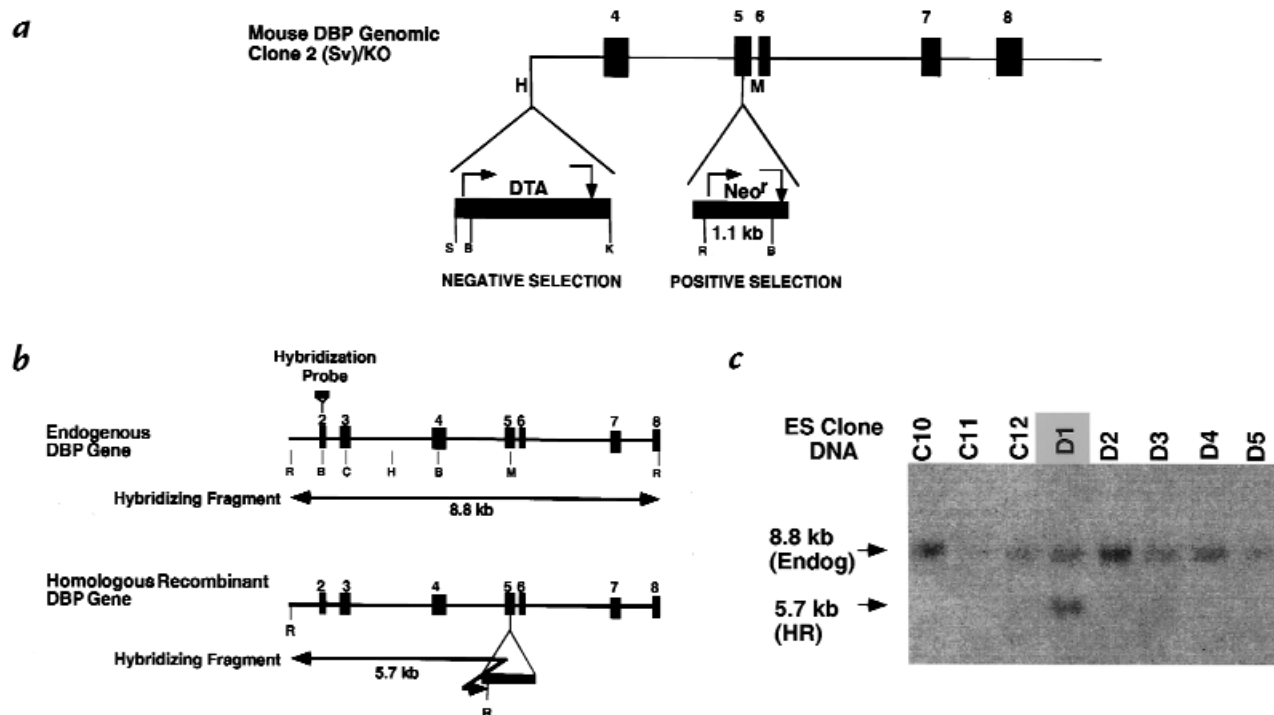 a
Mouse DBP Genomic
Clone 2 (Sv)/KO
4 5 6 7 8
H M
DTA
Neor
1.1 kb
S B K R B
NEGATIVE SELECTION POSITIVE SELECTION
b
Hybridization
Probe
Endogenous
DBP Gene
2 3 4 5 6 7 8
R B C H B M R
Hybridizing Fragment
8.8 kb
Homologous Recombinant
DBP Gene
2 3 4 5 6 7 8
R
Hybridizing Fragment
5.7 kb
R
c
ES Clone
DNA
C10 C11 C12 D1 D2 D3 D4 D5
8.8 kb
(Endog)
5.7 kb
(HR)